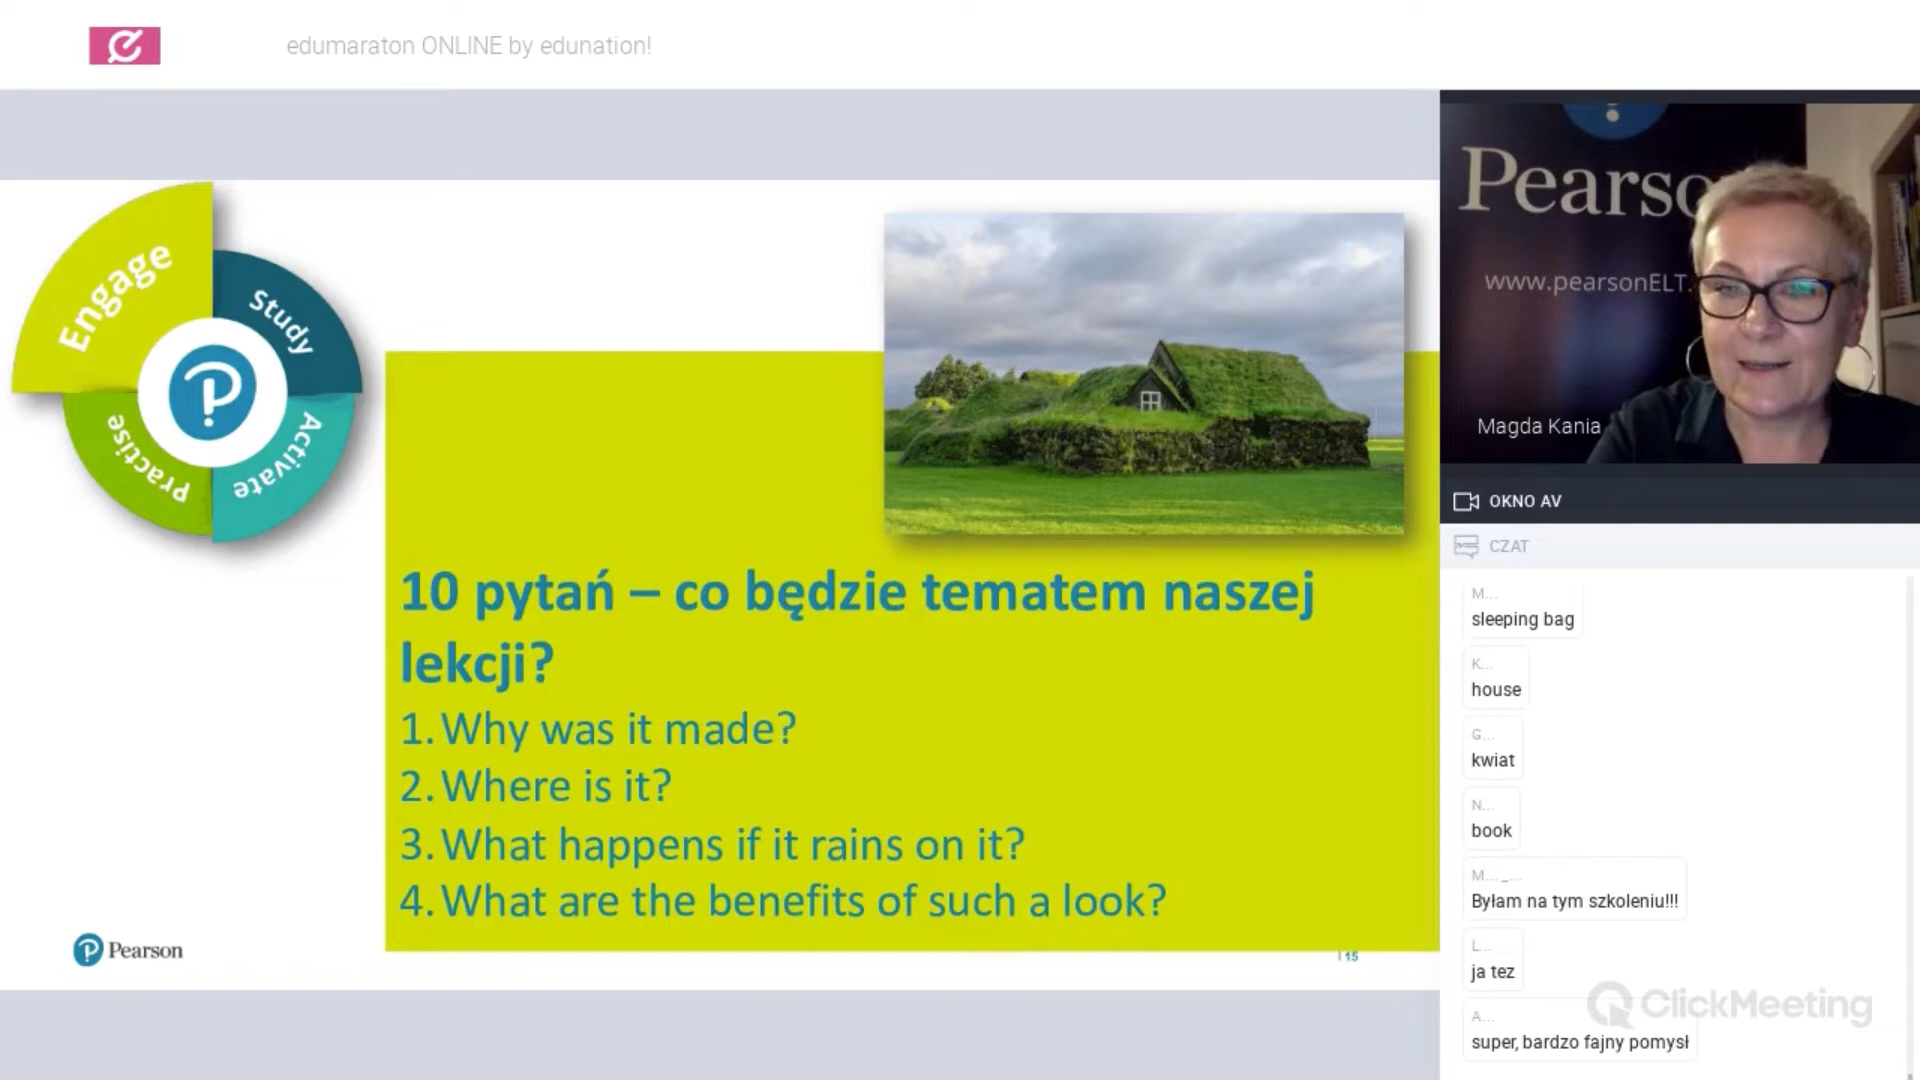 edumaraton ONLINE by edunation!
Engage
Study
Practise
Activate
10 pytań – co będzie tematem naszej
lekcji?
1. Why was it made?
2. Where is it?
3. What happens if it rains on it?
4. What are the benefits of such a look?
Pearson
15
Pearso
www.pearsonELT.
Magda Kania
OKNO AV
CZAT
M...
sleeping bag
K...
house
G...
kwiat
N...
book
M... _...
Byłam na tym szkoleniu!!!
L...
ja tez
A...
super, bardzo fajny pomysł
ClickMeeting